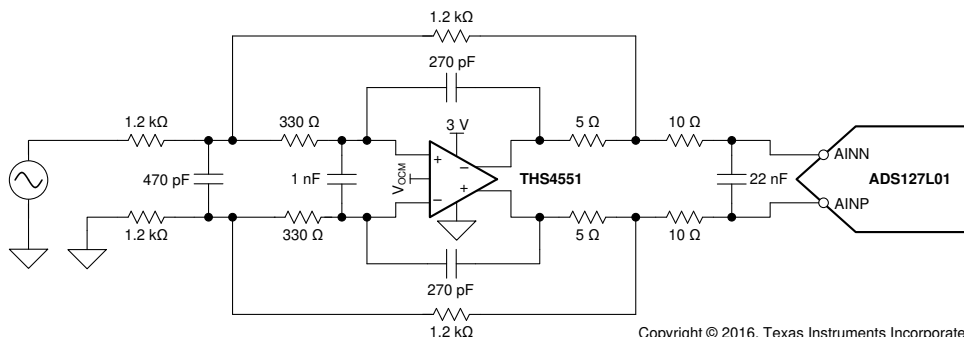 1.2 kΩ
270 pF
1.2 kΩ
330 Ω
3 V
5 Ω
10 Ω
470 pF
1 nF
+
−
VOCM
−
+
THS4551
22 nF
AINN
ADS127L01
AINP
1.2 kΩ
330 Ω
5 Ω
10 Ω
270 pF
1.2 kΩ
Copyright © 2016, Texas Instruments Incorporate